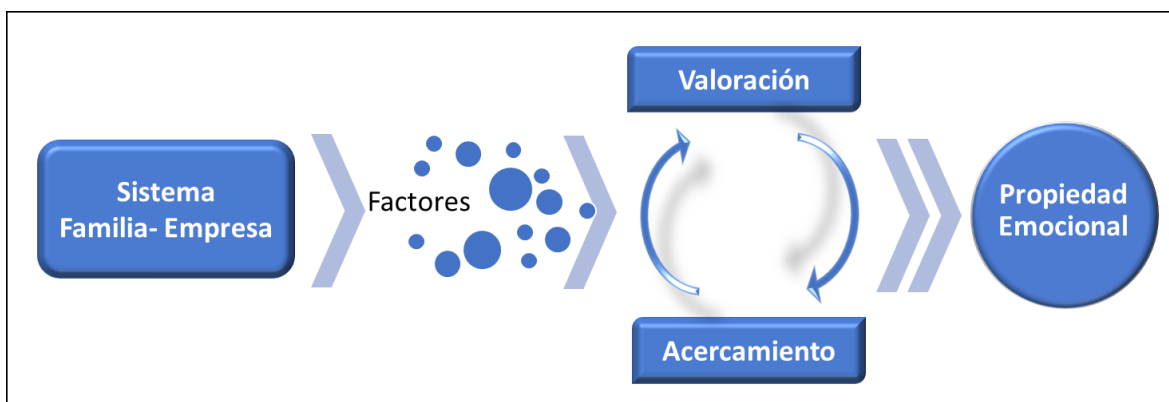 Sistema
Familia- Empresa
Factores
Valoración
Acercamiento
Propiedad
Emocional